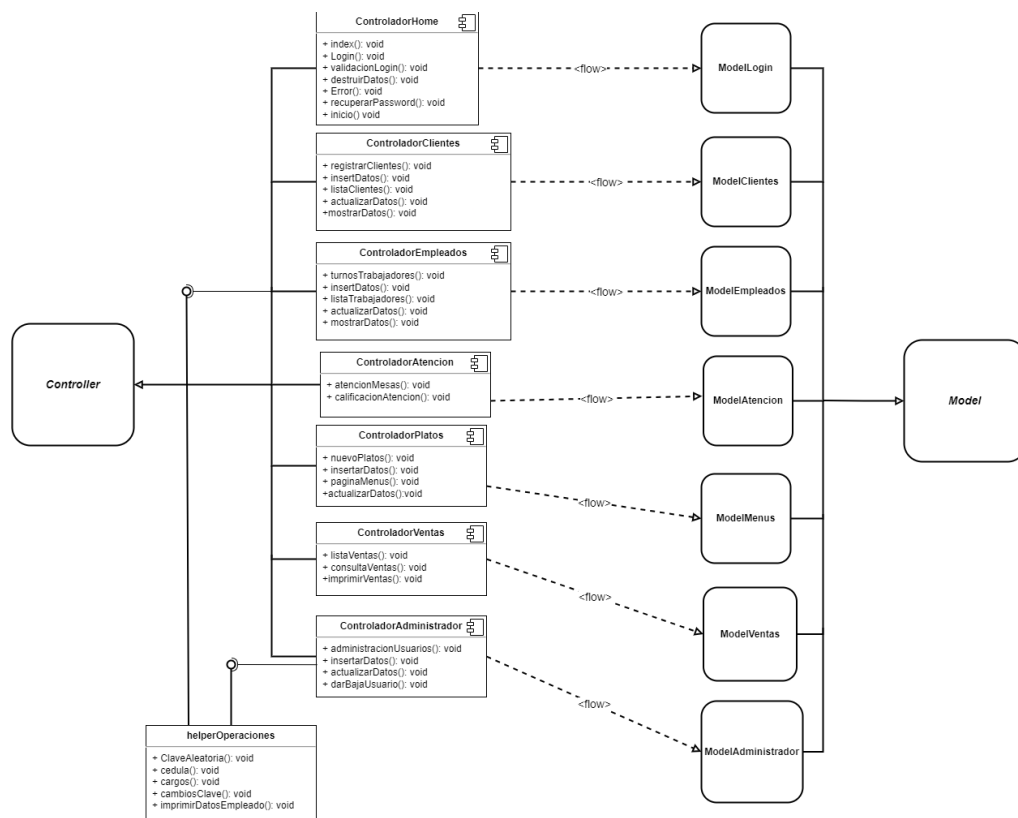 ControladorHome
+ index(): void
+ Login(): void
+ validacionLogin(): void
+ destruirDatos(): void
+ Error(): void
+ recuperarPassword(): void
+ inicio() void
<flow>
ModelLogin
ControladorClientes
+ registrarClientes(): void
+ insertDatos(): void
+ listaClientes(): void
+ actualizarDatos(): void
+mostrarDatos(): void
<flow>
ModelClientes
ControladorEmpleados
+ turnosTrabajadores(): void
+ insertDatos(): void
+ listaTrabajadores(): void
+ actualizarDatos(): void
+ mostrarDatos(): void
<flow>
ModelEmpleados
Controller
ControladorAtencion
+ atencionMesas(): void
+ calificacionAtencion(): void
<flow>
ModelAtencion
Model
ControladorPlatos
+ nuevoPlatos(): void
+ insertarDatos(): void
+ paginaMenus(): void
+actualizarDatos():void
<flow>
ModelMenus
ControladorVentas
+ listaVentas(): void
+ consultaVentas(): void
+imprimirVentas(): void
<flow>
ModelVentas
ControladorAdministrador
+ administracionUsuarios(): void
+ insertarDatos(): void
+ actualizarDatos(): void
+ darBajaUsuario(): void
<flow>
ModelAdministrador
helperOperaciones
+ ClaveAleatoria(): void
+ cedula(): void
+ cargos(): void
+ cambiosClave(): void
+ imprimirDatosEmpleado(): void